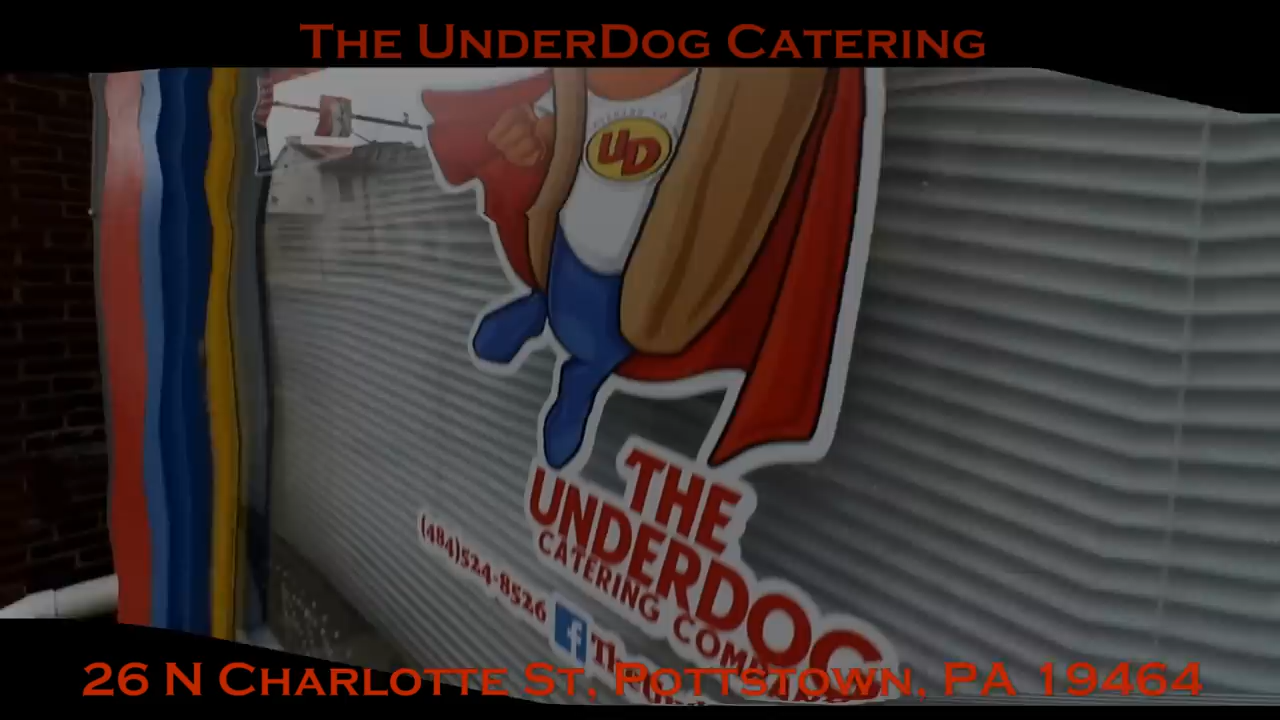 The UnderDog Catering
UD
THE
UNDERDOG
CATERING COMPANY
(484)524-8526
f
26 N Charlotte St, Pottstown, PA 19464